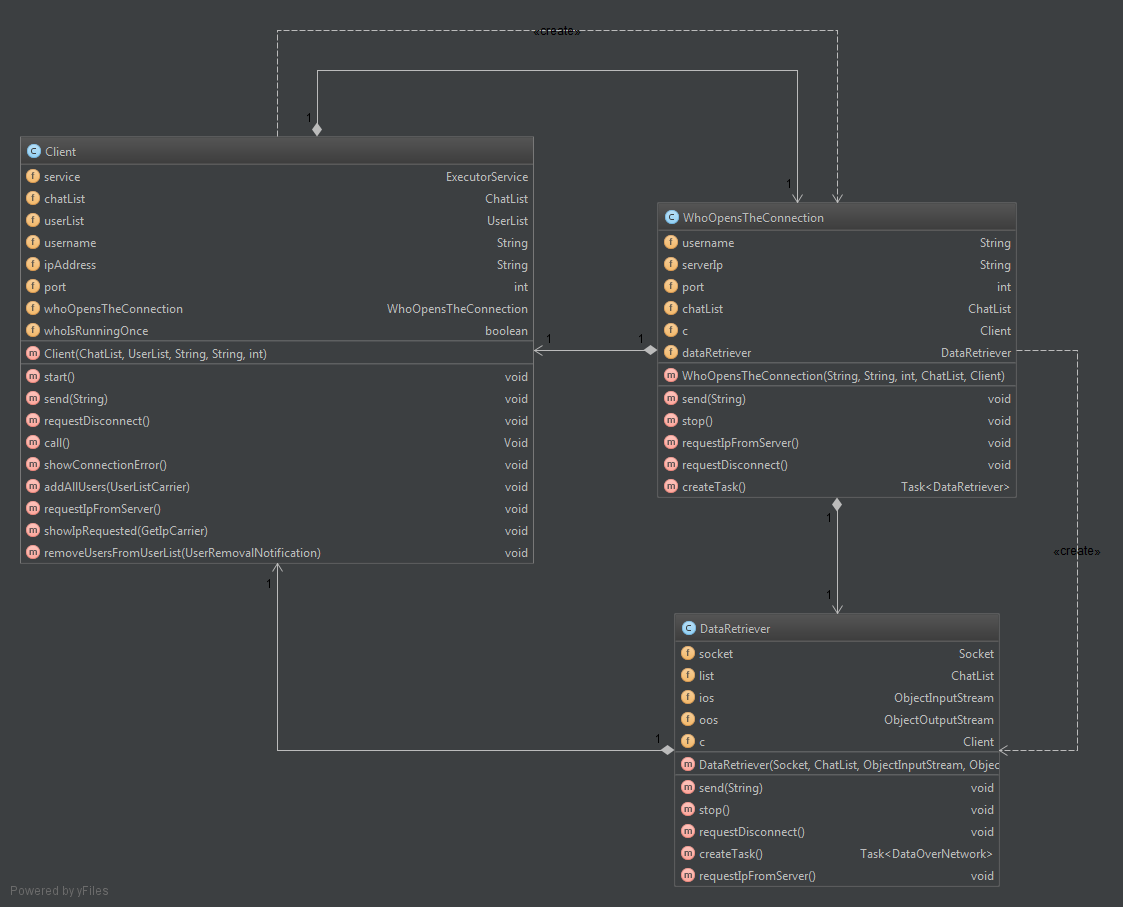 «create»
1
1
C Client
f service ExecutorService
f chatList ChatList
f userList UserList
f username String
f ipAddress String
f port int
f whoOpensTheConnection WhoOpensTheConnection
f whoIsRunningOnce boolean
m Client(ChatList, UserList, String, String, int)
m start() void
m send(String) void
m requestDisconnect() void
m call() Void
m showConnectionError() void
m addAllUsers(UserListCarrier) void
m requestIpFromServer() void
m showIpRequested(GetIpCarrier) void
m removeUsersFromUserList(UserRemovalNotification) void
1
1
C WhoOpensTheConnection
f username String
f serverIp String
f port int
f chatList ChatList
f c Client
f dataRetriever DataRetriever
m WhoOpensTheConnection(String, String, int, ChatList, Client)
m send(String) void
m stop() void
m requestIpFromServer() void
m requestDisconnect() void
m createTask() Task<DataRetriever>
1
«create»
1
1
1
C DataRetriever
f socket Socket
f list ChatList
f ios ObjectInputStream
f oos ObjectOutputStream
f c Client
m DataRetriever(Socket, ChatList, ObjectInputStream, Objec
m send(String) void
m stop() void
m requestDisconnect() void
m createTask() Task<DataOverNetwork>
m requestIpFromServer() void
Powered by yFiles